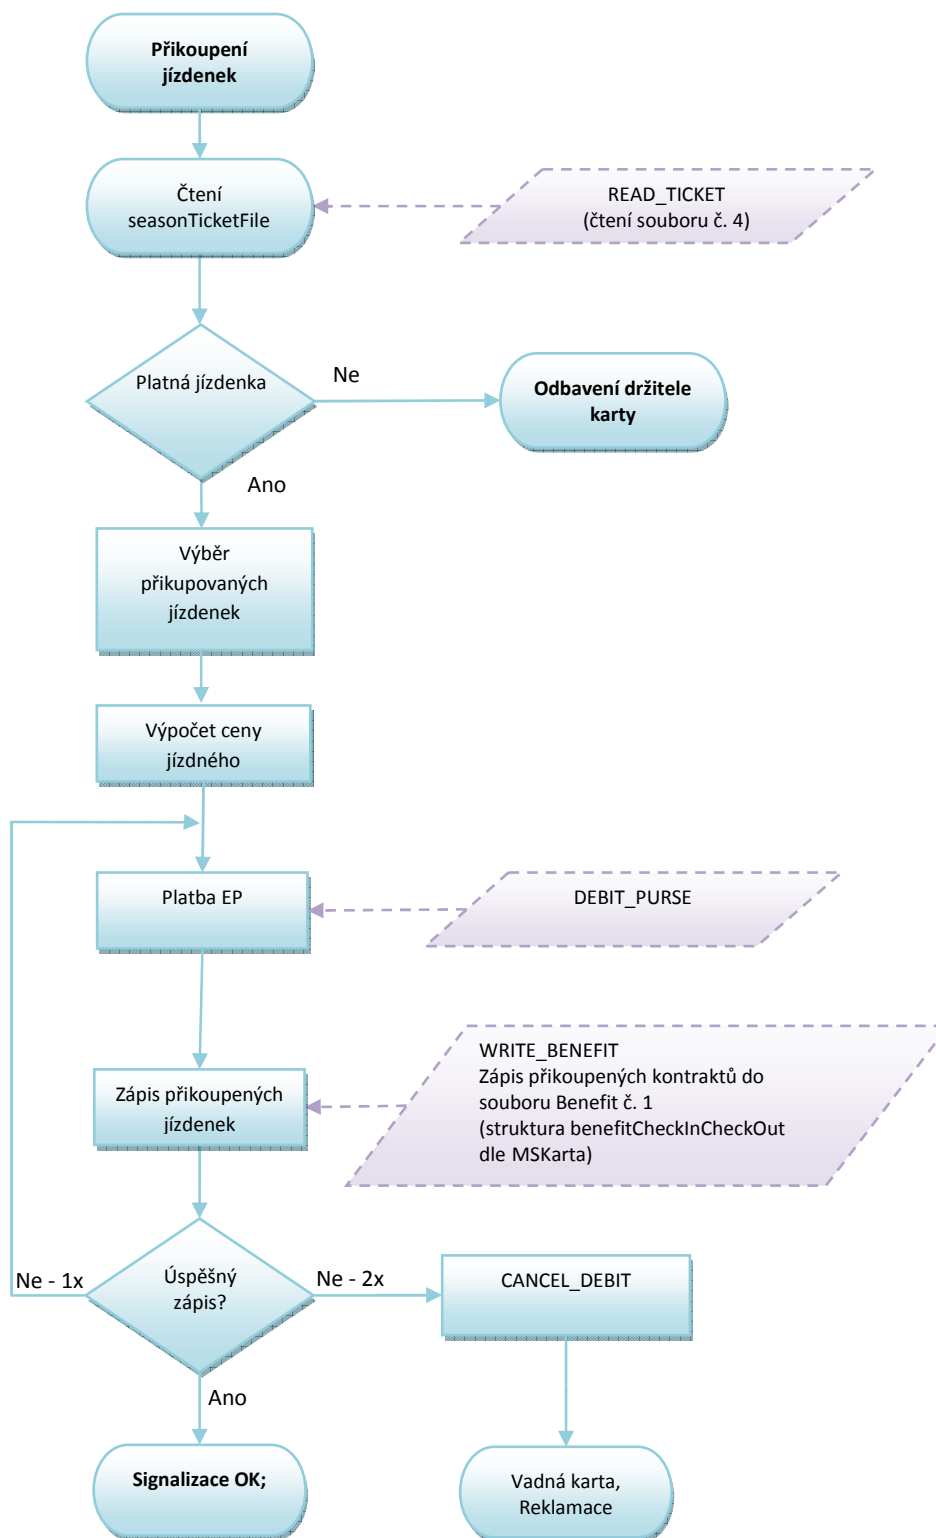 Přikoupení
jízdenek
Čtení
seasonTicketFile
READ_TICKET
(čtení souboru č. 4)
Platná jízdenka
Ne
Odbavení držitele
karty
Ano
Výběr
přikupovaných
jízdenek
Výpočet ceny
jízdného
Platba EP
DEBIT_PURSE
WRITE_BENEFIT
Zápis přikoupených kontraktů do
souboru Benefit č. 1
(struktura benefitCheckInCheckOut
dle MSKarta)
Zápis přikoupených
jízdenek
Ne - 1x
Úspěšný
zápis?
Ne - 2x
CANCEL_DEBIT
Ano
Signalizace OK;
Vadná karta,
Reklamace